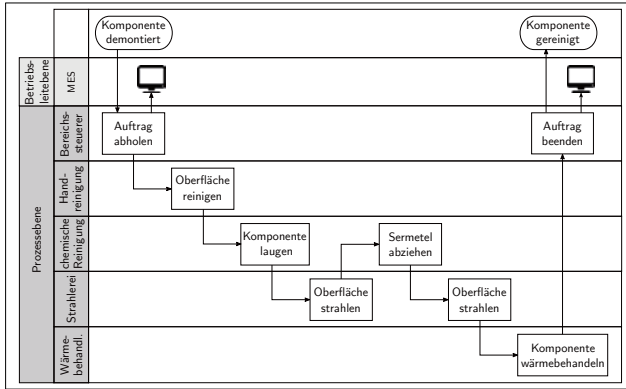 Komponente
demontiert
Komponente
gereinigt
Betriebs-
leitebene
MES
Prozessebene
Bereichs-
steuerer
Auftrag
abholen
Auftrag
beenden
Hand-
reinigung
Oberfläche
reinigen
chemische
Reinigung
Komponente
laugen
Sermetel
abziehen
Strahlerei
Oberfläche
strahlen
Oberfläche
strahlen
Wärme-
behandl.
Komponente
wärmebehandeln